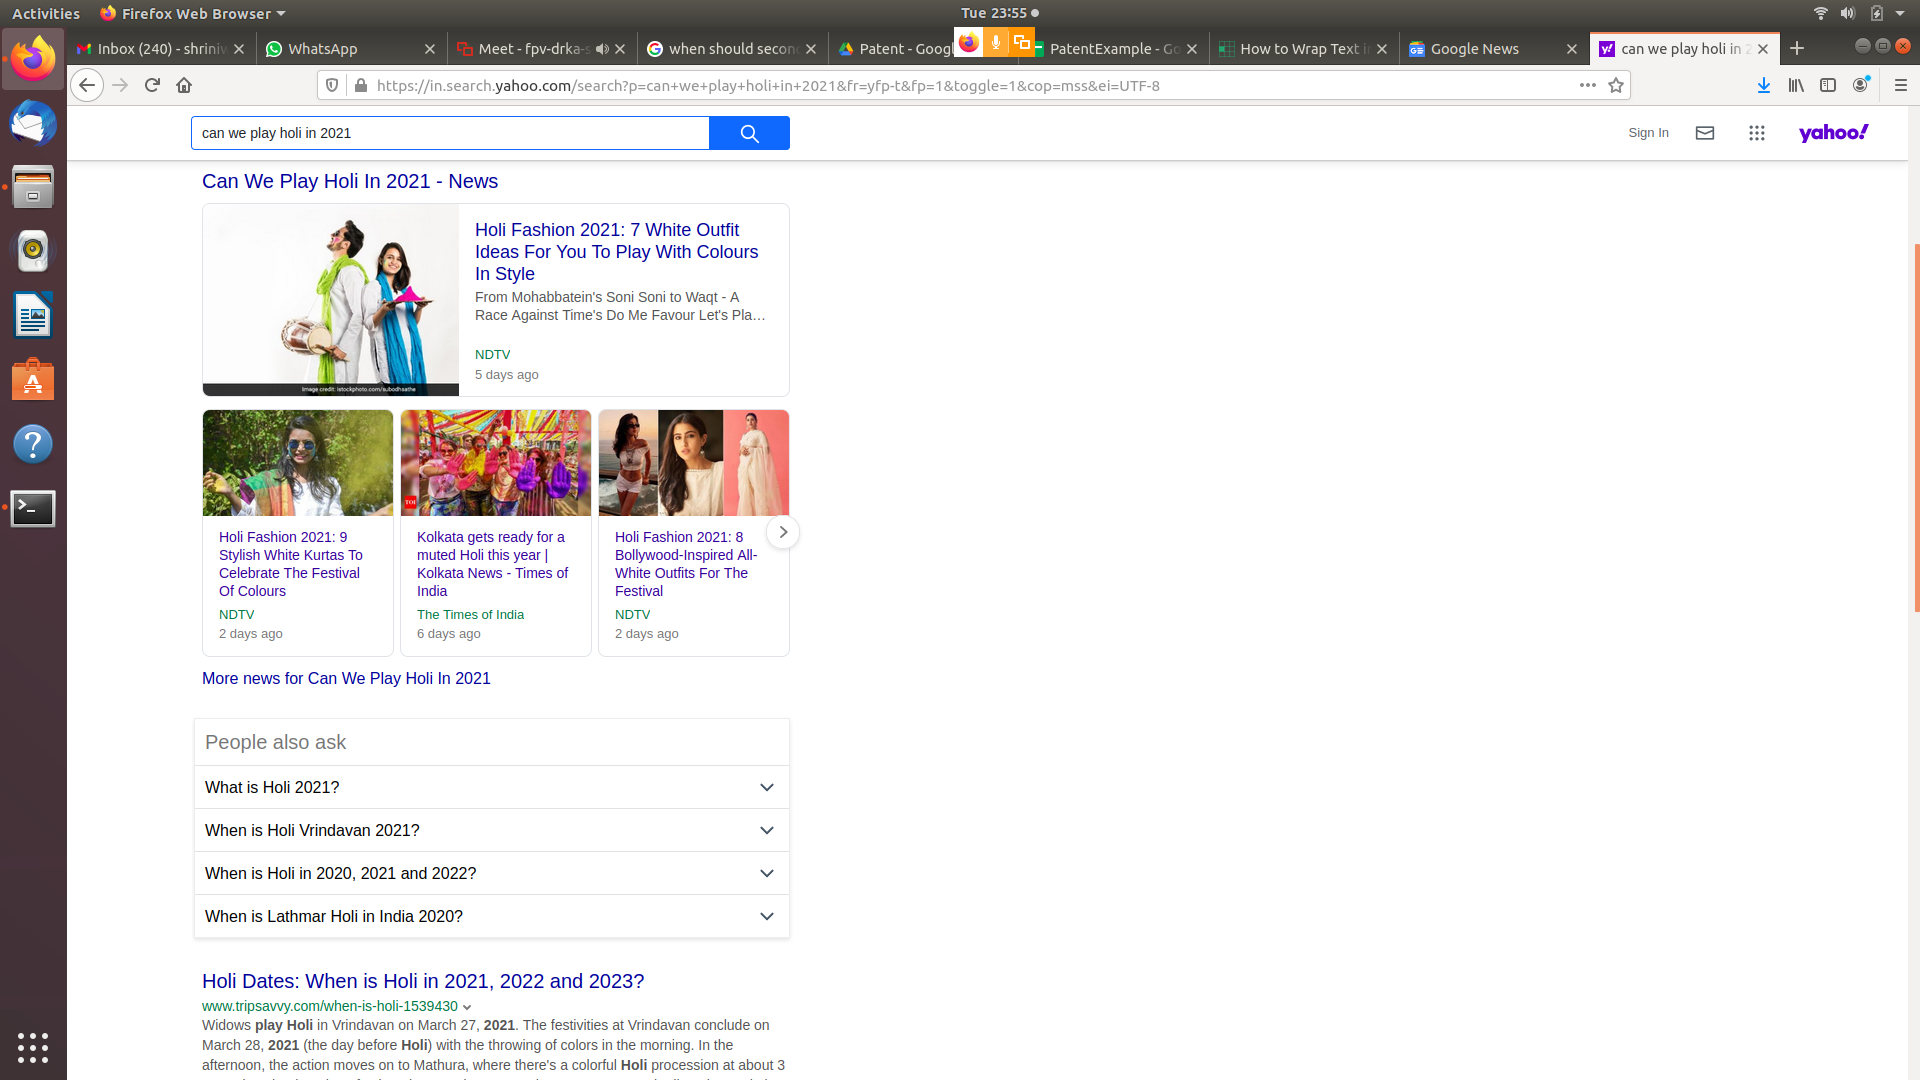 Activities
Firefox Web Browser
Tue 23:55
Inbox (240) - shriniw
WhatsApp
Meet - fpv-drka-s
when should secon
Patent - Googl
PatentExample - Go
How to Wrap Text i
Google News
can we play holi in 2
https://in.search.yahoo.com/search?p=can+we+play+holi+in+2021&fr=yfp-t&fp=1&toggle=1&cop=mss&ei=UTF-8
can we play holi in 2021
Sign In
yahoo!
Can We Play Holi In 2021 - News
Holi Fashion 2021: 7 White Outfit
Ideas For You To Play With Colours
In Style
From Mohabbatein's Soni Soni to Waqt - A
Race Against Time's Do Me Favour Let's Pla...
NDTV
5 days ago
Image credit: istockphoto.com/subodhsathe
TOI
Holi Fashion 2021: 9
Stylish White Kurtas To
Celebrate The Festival
Of Colours
NDTV
2 days ago
Kolkata gets ready for a
muted Holi this year |
Kolkata News - Times of
India
The Times of India
6 days ago
Holi Fashion 2021: 8
Bollywood-Inspired All-
White Outfits For The
Festival
NDTV
2 days ago
More news for Can We Play Holi In 2021
People also ask
What is Holi 2021?
When is Holi Vrindavan 2021?
When is Holi in 2020, 2021 and 2022?
When is Lathmar Holi in India 2020?
Holi Dates: When is Holi in 2021, 2022 and 2023?
www.tripsavvy.com/when-is-holi-1539430
Widows play Holi in Vrindavan on March 27, 2021. The festivities at Vrindavan conclude on
March 28, 2021 (the day before Holi) with the throwing of colors in the morning. In the
afternoon, the action moves on to Mathura, where there's a colorful Holi procession at about 3